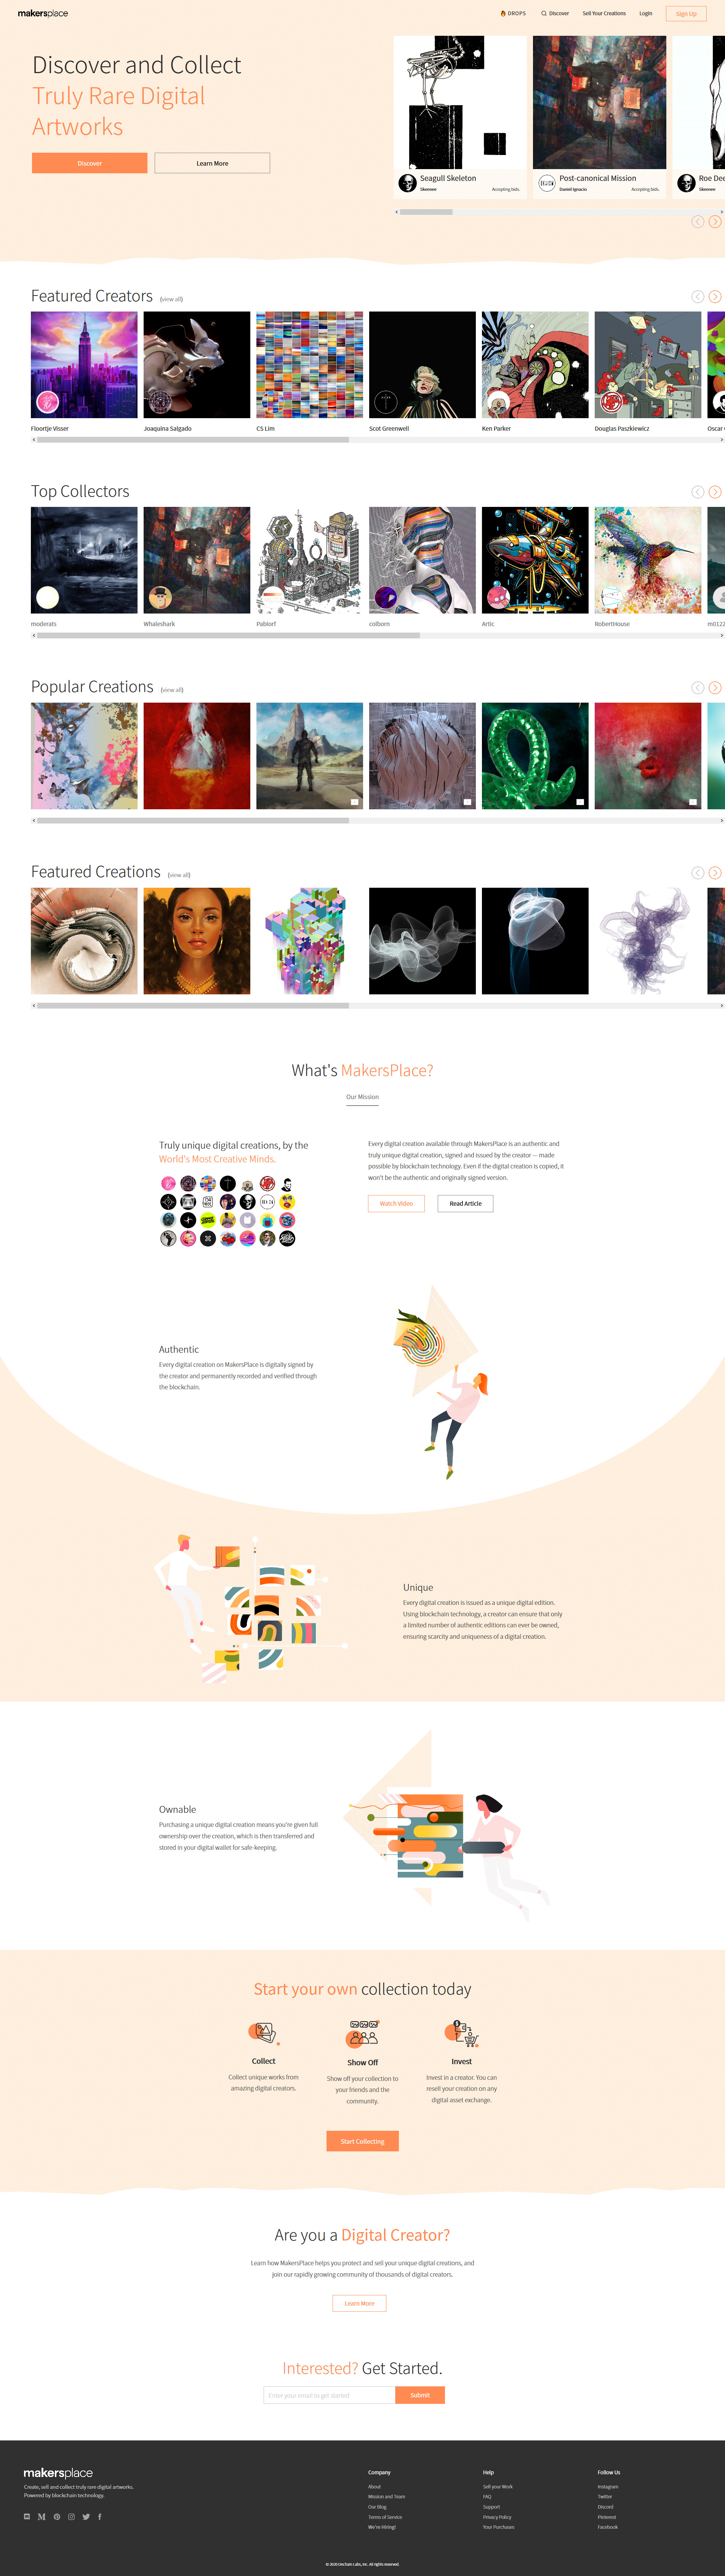 makersplace
DROPS
Discover
Sell Your Creations
Login
Sign Up
Discover and Collect
Truly Rare Digital
Artworks
Discover
Learn More
Seagull Skeleton
Skeenee
Accepting bids.
Post-canonical Mission
Daniel Ignacio
Accepting bids.
Roe Dee
Skeenee
Featured Creators (view all)
Floortje Visser
Joaquina Salgado
CS Lim
Scot Greenwell
Ken Parker
Douglas Paszkiewicz
Oscar
Top Collectors
moderats
Whaleshark
Pablorf
colborn
Artic
RobertHouse
m0122
Popular Creations (view all)
Featured Creations (view all)
What's MakersPlace?
Our Mission
Truly unique digital creations, by the
World's Most Creative Minds.
Every digital creation available through MakersPlace is an authentic and
truly unique digital creation, signed and issued by the creator — made
possible by blockchain technology. Even if the digital creation is copied, it
won't be the authentic and originally signed version.
Watch Video
Read Article
Authentic
Every digital creation on MakersPlace is digitally signed by
the creator and permanently recorded and verified through
the blockchain.
Unique
Every digital creation is issued as a unique digital edition.
Using blockchain technology, a creator can ensure that only
a limited number of authentic editions can ever be owned,
ensuring scarcity and uniqueness of a digital creation.
Ownable
Purchasing a unique digital creation means you're given full
ownership over the creation, which is then transferred and
stored in your digital wallet for safe-keeping.
Start your own collection today
Collect
Collect unique works from
amazing digital creators.
Show Off
Show off your collection to
your friends and the
community.
Invest
Invest in a creator. You can
resell your creation on any
digital asset exchange.
Start Collecting
Are you a Digital Creator?
Learn how MakersPlace helps you protect and sell your unique digital creations, and
join our rapidly growing community of thousands of digital creators.
Learn More
Interested? Get Started.
Enter your email to get started
Submit
makersplace
Create, sell and collect truly rare digital artworks.
Powered by blockchain technology.
Company
About
Mission and Team
Our Blog
Terms of Service
We're Hiring!
Help
Sell your Work
FAQ
Support
Privacy Policy
Your Purchases
Follow Us
Instagram
Twitter
Discord
Pinterest
Facebook
© 2020 Onchain Labs, Inc. All rights reserved.